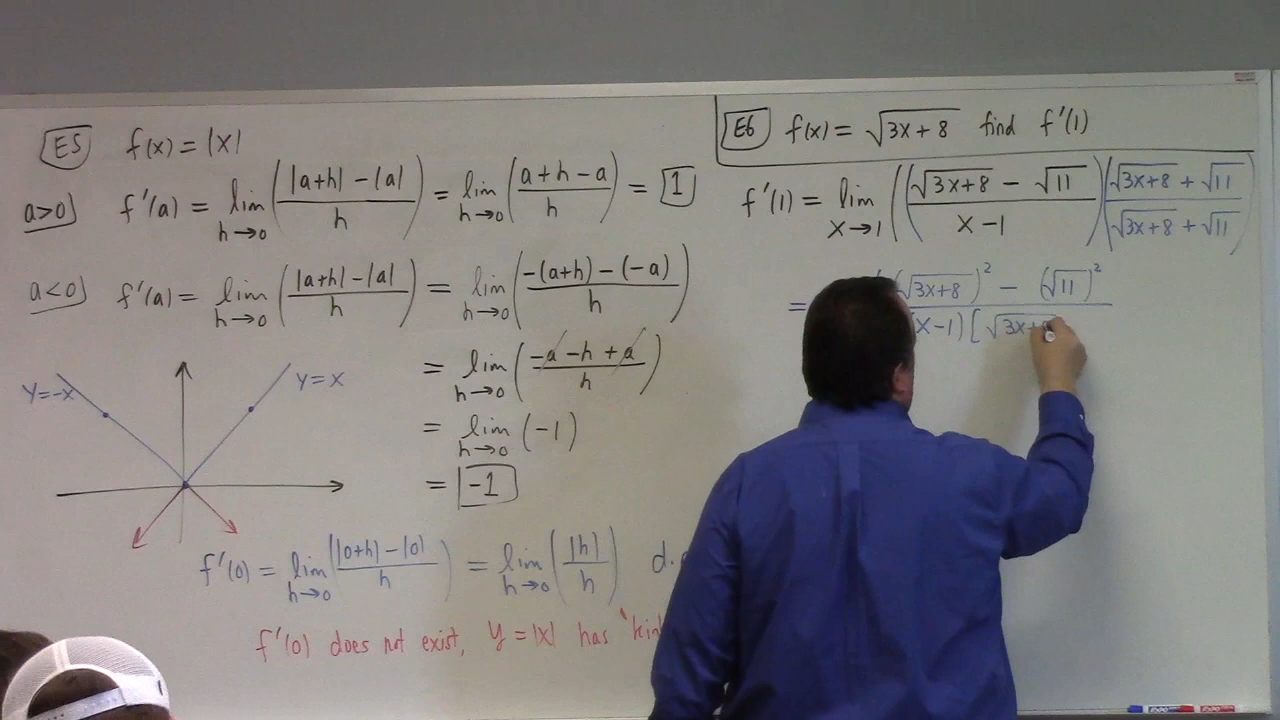 E5 f(x) = |x|
a>0 f'(a) = lim h→0 (|a+h| - |a| / h) = lim h→0 (a+h-a / h) = 1
a<0 f'(a) = lim h→0 (|a+h| - |a| / h) = lim h→0 (-(a+h) - (-a) / h)
= lim h→0 (-a - h + a / h)
= lim h→0 (-1)
= -1
y=-x
y=x
f'(0) = lim h→0 (|0+h| - |0| / h) = lim h→0 (|h| / h)
f'(0) does not exist, y = |x| has
E6 f(x) = √(3x+8) find f'(1)
f'(1) = lim x→1 ((√(3x+8) - √11 / x-1)(√(3x+8) + √11 / √(3x+8) + √11))
= (√(3x+8))² - (√11)² / (x-1)[√(3x+
EXPO